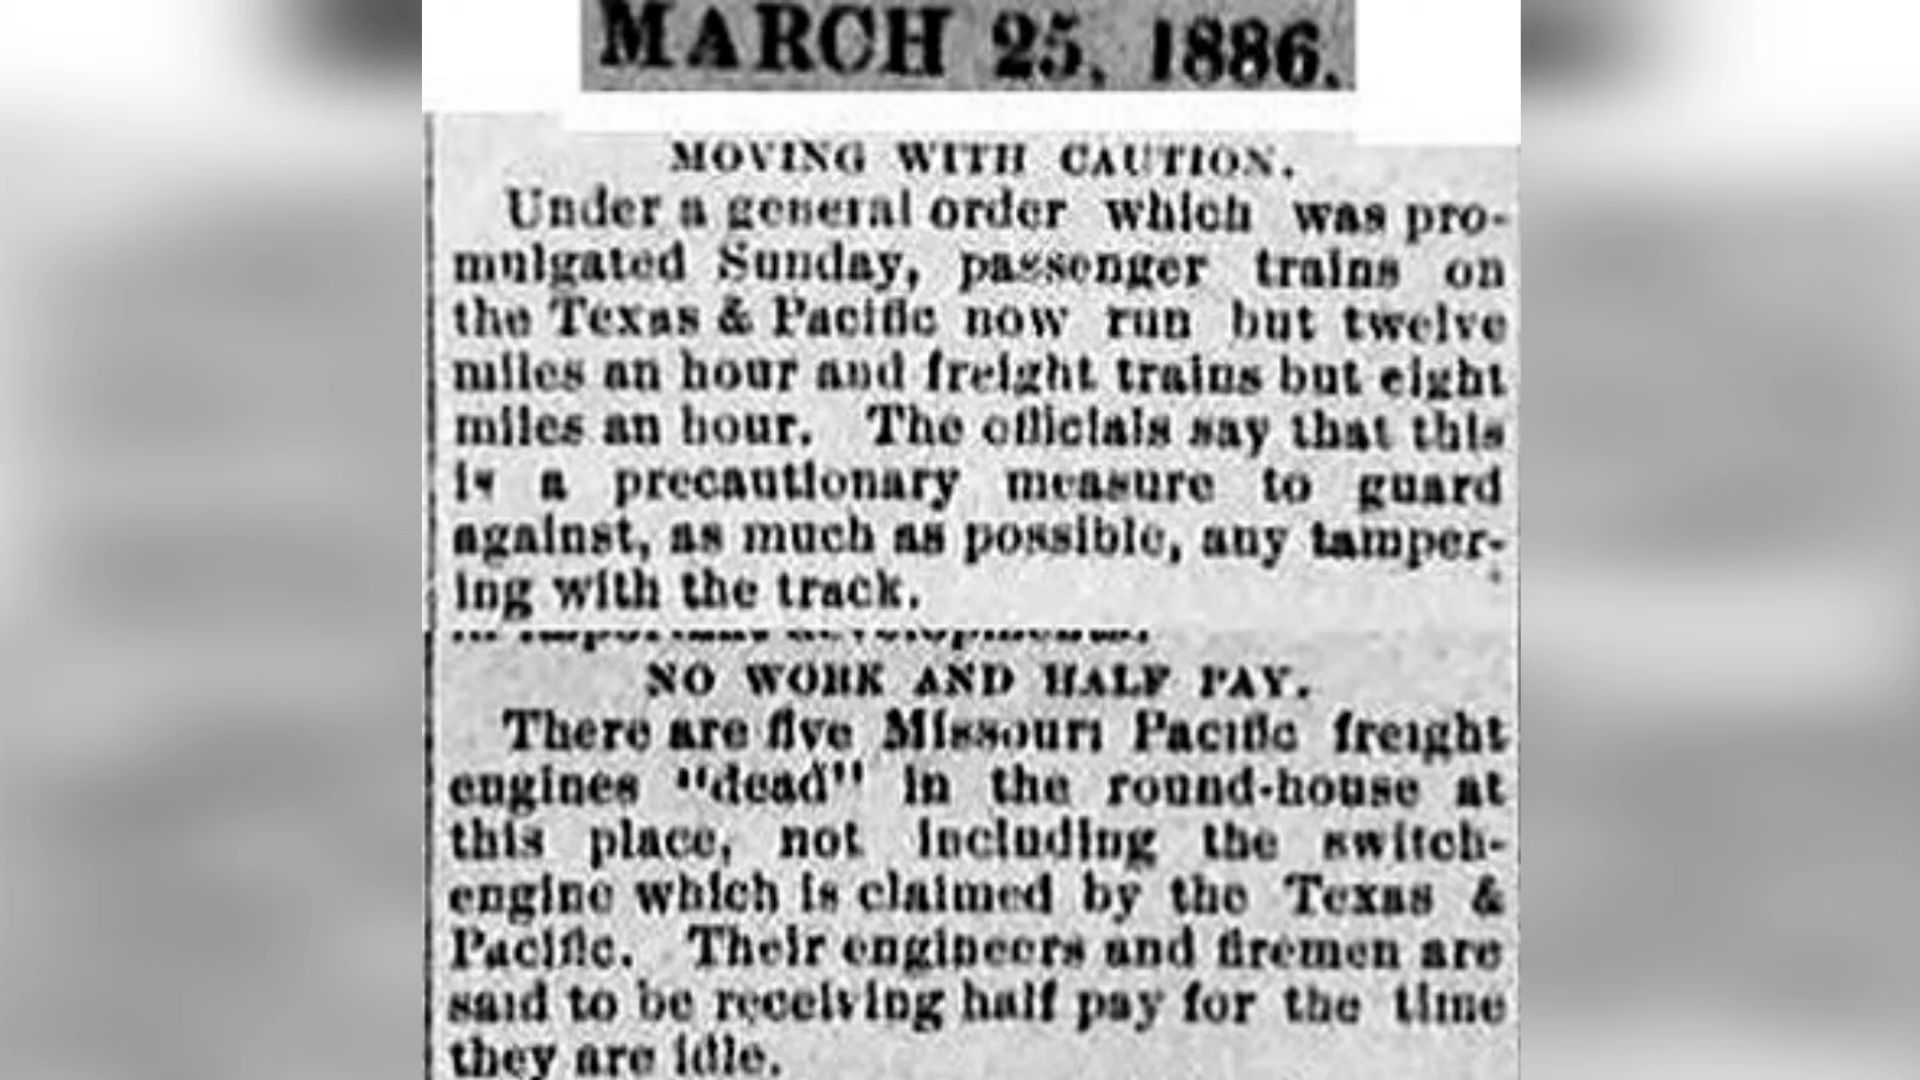 MARCH 25, 1886.
MOVING WITH CAUTION.
Under a general order which was pro-
mulgated Sunday, passenger trains on
the Texas & Pacific now run but twelve
miles an hour and freight trains but eight
miles an hour. The officials say that this
is a precautionary measure to guard
against, as much as possible, any tamper-
ing with the track.
important developments.
NO WORK AND HALF PAY.
There are five Missouri Pacific freight
engines "dead" in the round-house at
this place, not including the switch-
engine which is claimed by the Texas &
Pacific. Their engineers and firemen are
said to be receiving half pay for the time
they are idle.